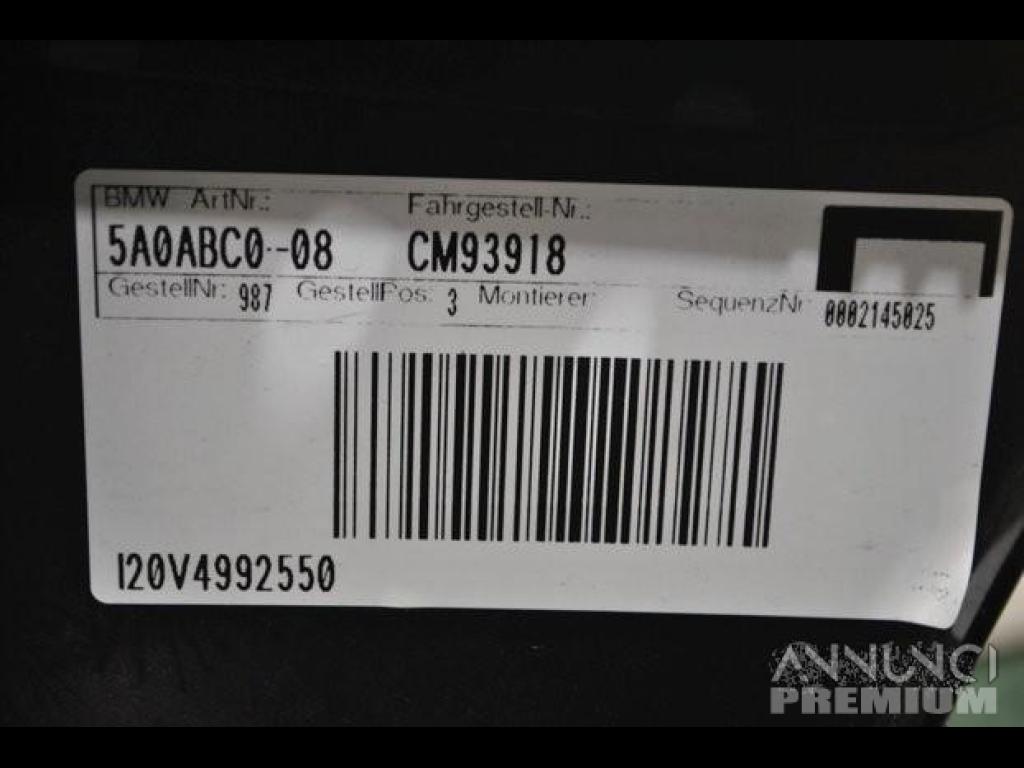 BMW ArtNr.: Fahrgestell-Nr.:
5A0ABC0--08 CM93918
GestellNr: 987 GestellPos: 3 Montierer: SequenzNr 0002145025
I20V4992550
ANNUNCI
PREMIUM